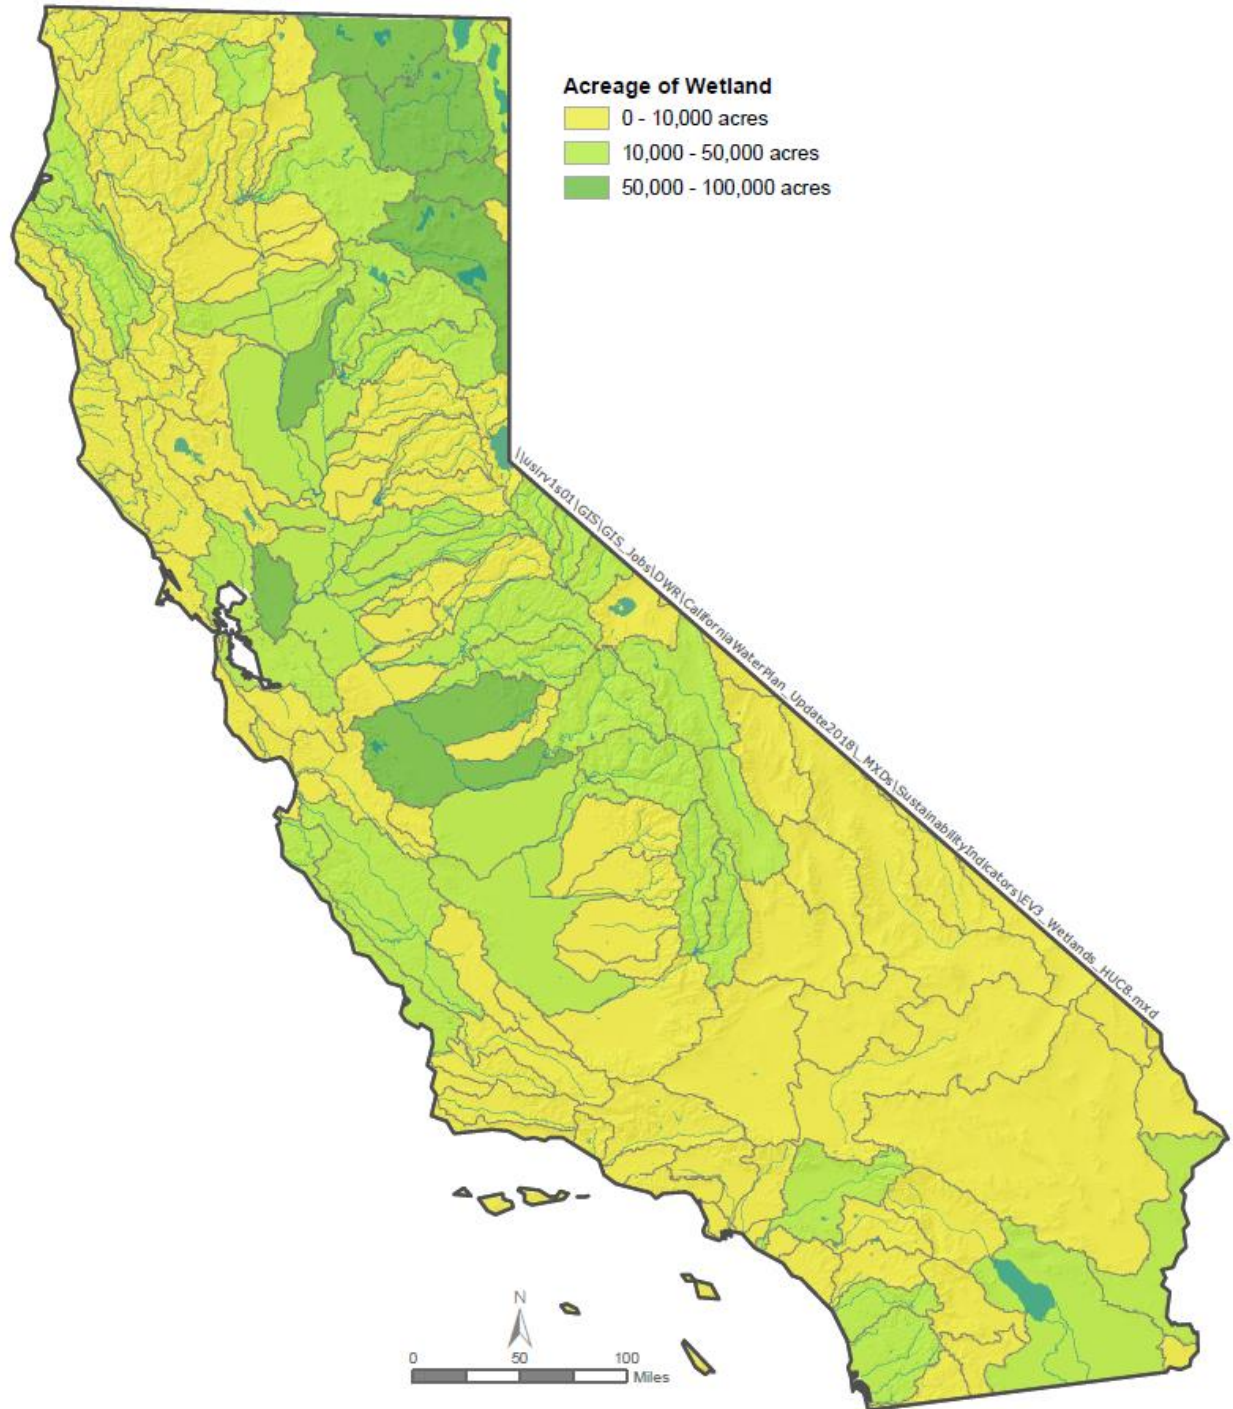 Acreage of Wetland
0 - 10,000 acres
10,000 - 50,000 acres
50,000 - 100,000 acres
\\usirv1s01\GIS\GIS_Jobs\DWR\CaliforniaWaterPlan_Update2018\_MXDs\SustainabilityIndicators\EV3_Wetlands_HUC8.mxd
N
0 50 100
Miles